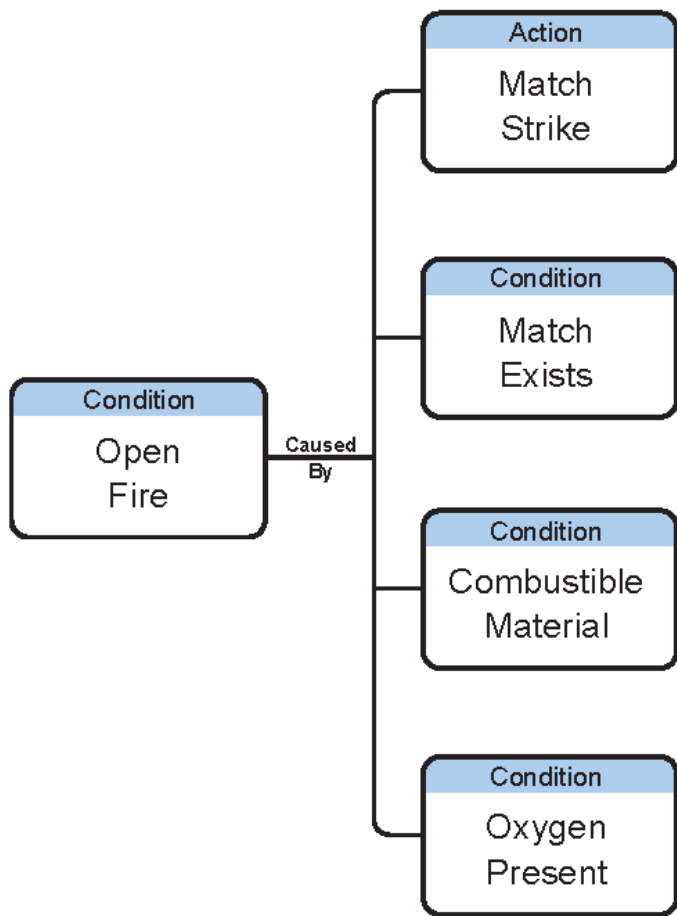 Action
Match
Strike
Condition
Match
Exists
Condition
Open
Fire
Caused
By
Condition
Combustible
Material
Condition
Oxygen
Present